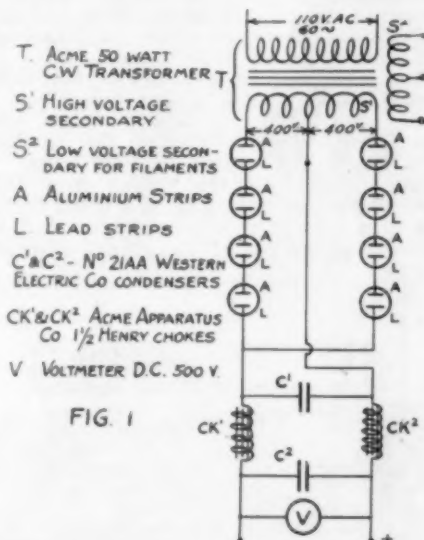 T. ACME 50 WATT
C.W TRANSFORMER
S' HIGH VOLTAGE
SECONDARY
S² LOW VOLTAGE SECON-
DARY FOR FILAMENTS
A ALUMINIUM STRIPS
L LEAD STRIPS
C'&C² - Nº 21AA WESTERN
ELECTRIC CO CONDENSERS
CK'&CK² ACME APPARATUS
CO 1½ HENRY CHOKES
V VOLTMETER D.C. 500 V.
FIG. 1
110 V. AC
60~
S²
T
S'
400ᵛ 400ᵛ
A A
L L
A A
L L
A A
L L
A A
L L
C'
CK' CK²
C²
V
- +